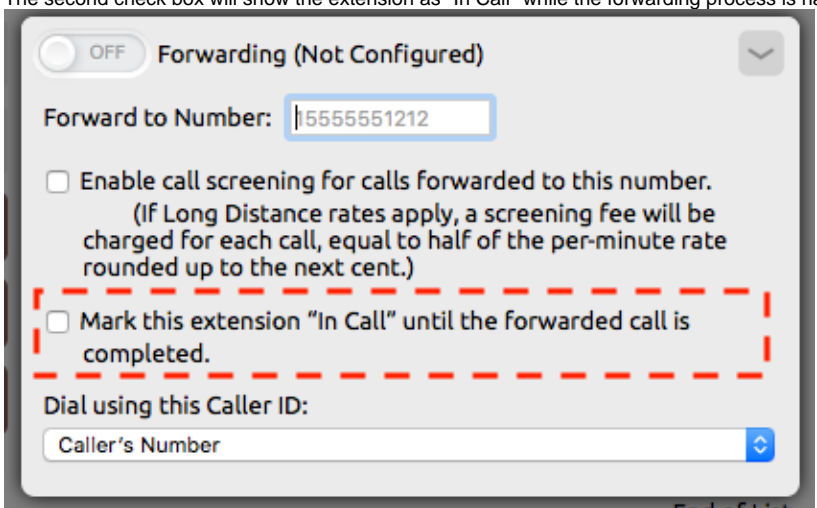 The second check box will show the extension as "In Call" while the forwarding process is
OFF Forwarding (Not Configured)
Forward to Number: 15555551212
Enable call screening for calls forwarded to this number.
(If Long Distance rates apply, a screening fee will be
charged for each call, equal to half of the per-minute rate
rounded up to the next cent.)
Mark this extension “In Call” until the forwarded call is
completed.
Dial using this Caller ID:
Caller's Number
End of List